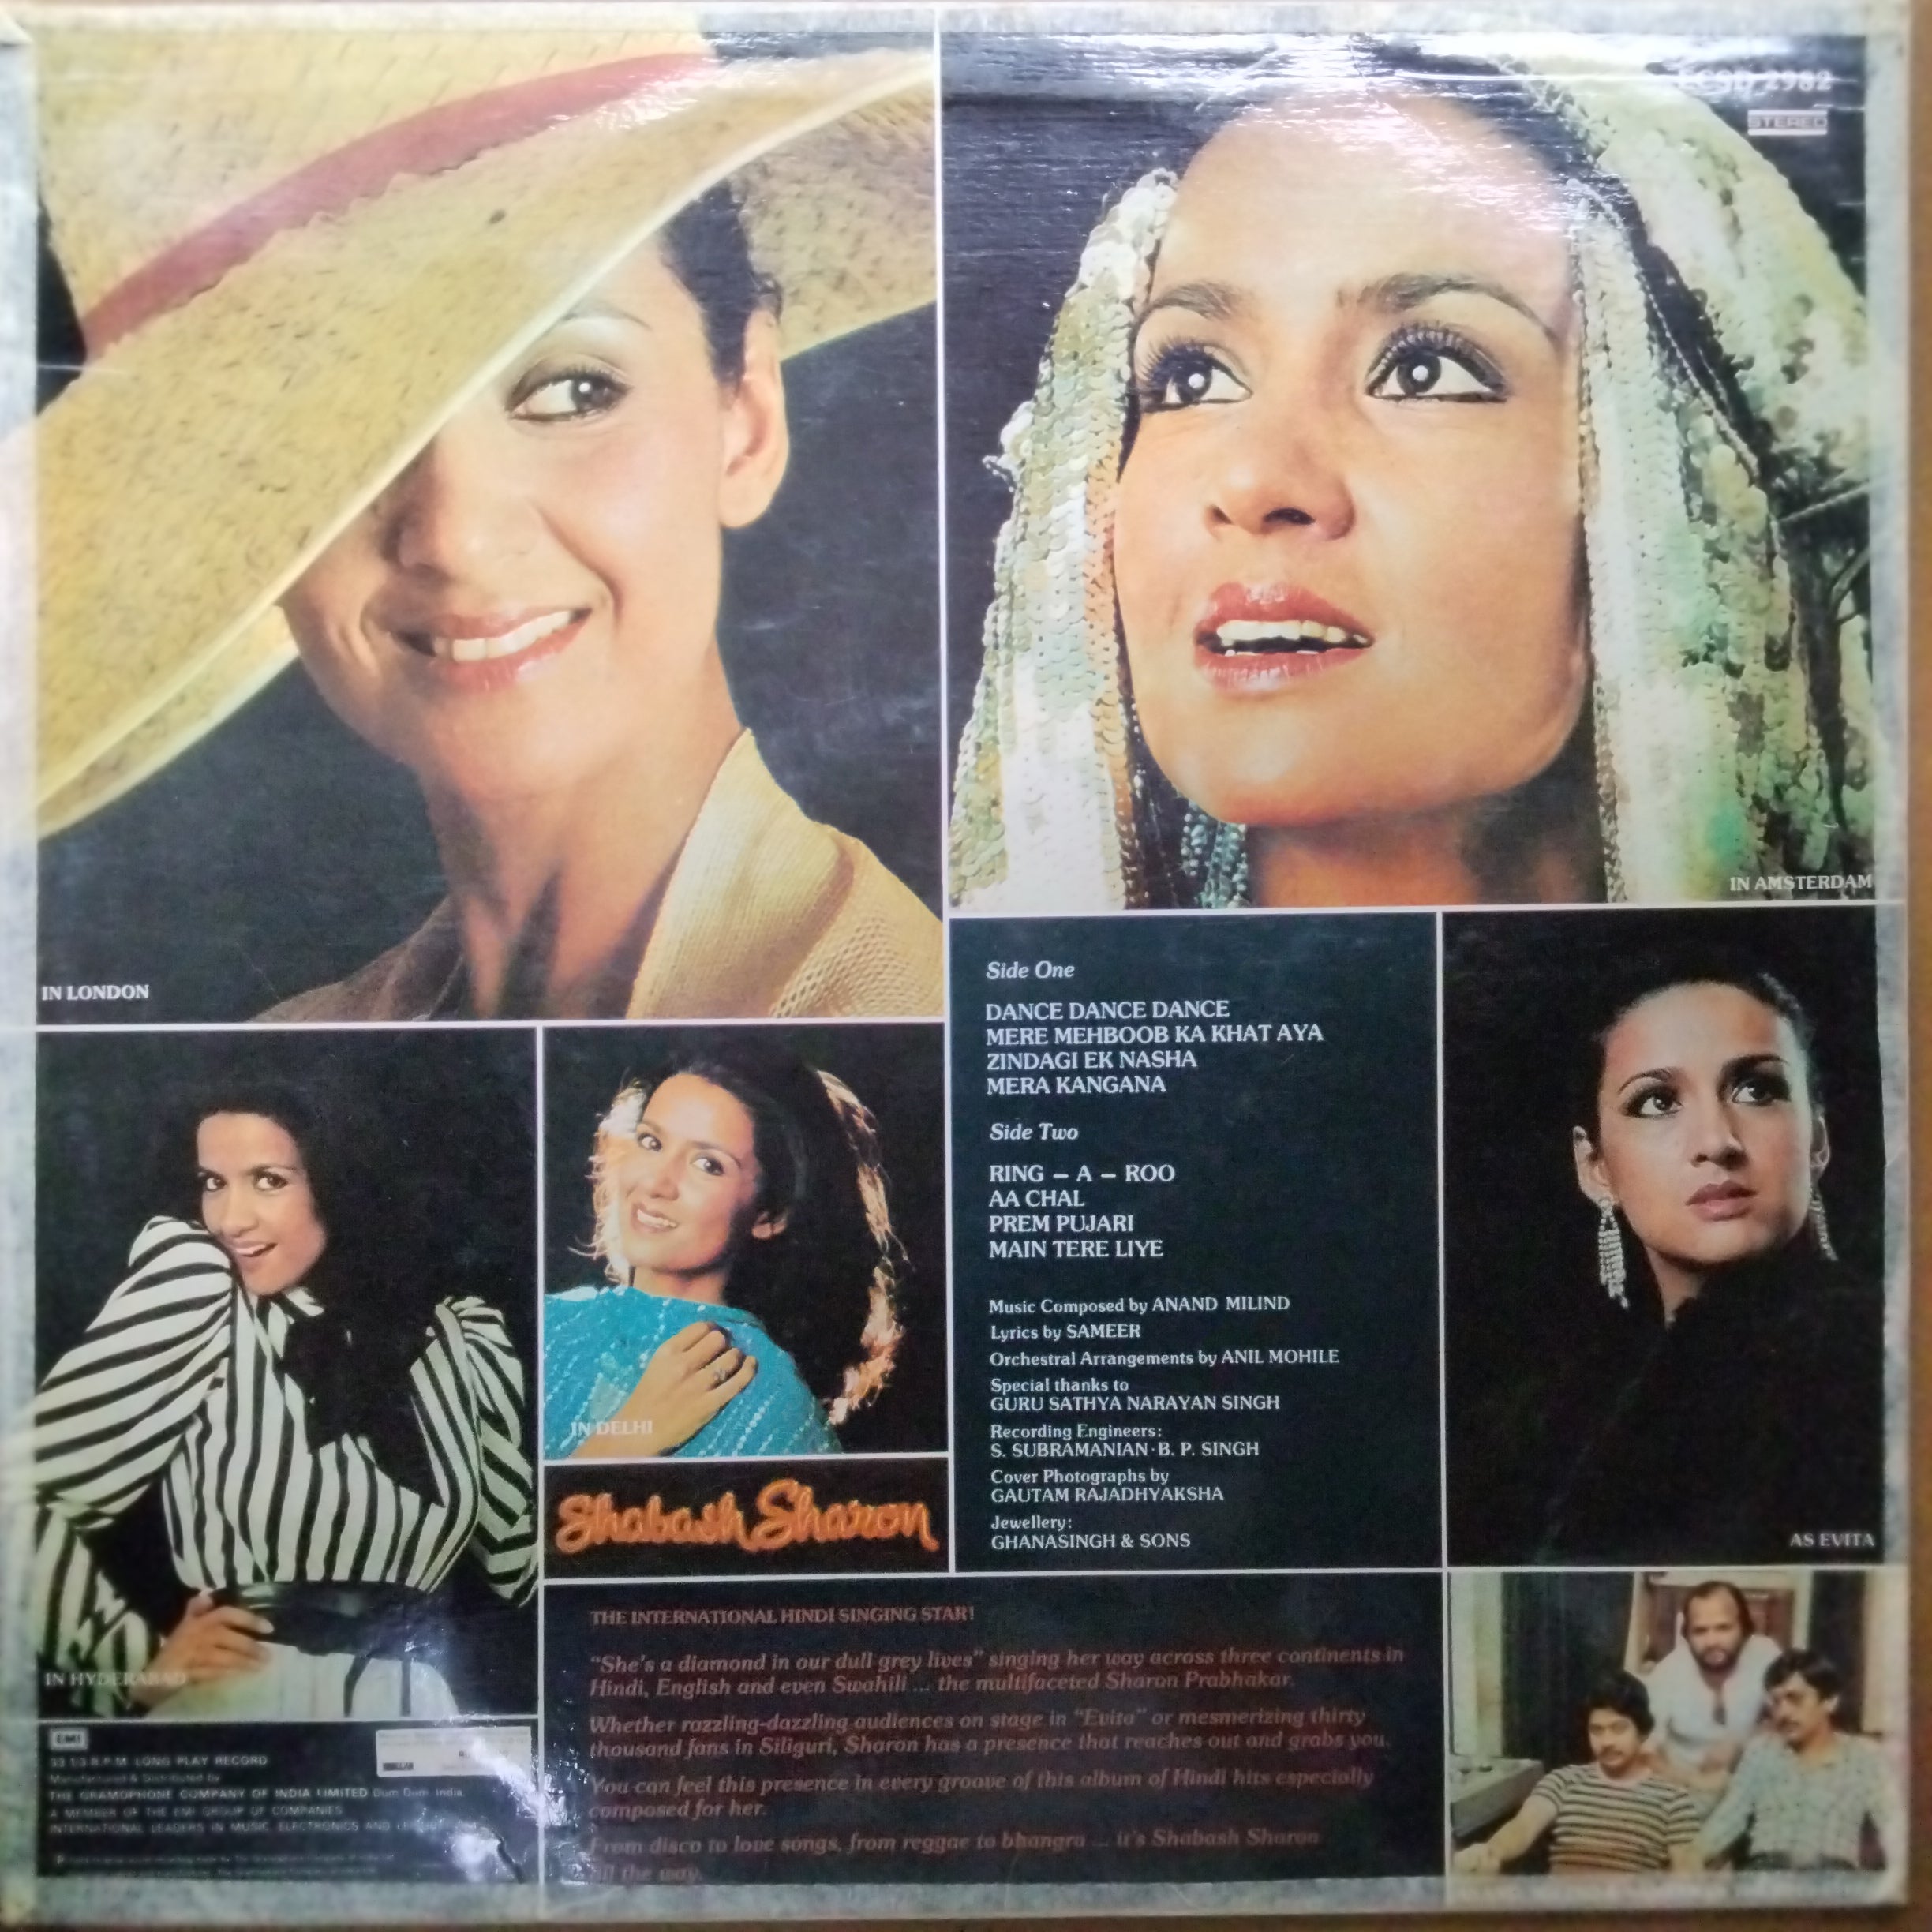 2982
STEREO
IN LONDON
IN AMSTERDAM
Side One
DANCE DANCE DANCE
MERE MEHBOOB KA KHAT AYA
ZINDAGI EK NASHA
MERA KANGANA
Side Two
RING – A – ROO
AA CHAL
PREM PUJARI
MAIN TERE LIYE
Music Composed by ANAND MILIND
Lyrics by SAMEER
Orchestral Arrangements by ANIL MOHILE
Special thanks to
GURU SATHYA NARAYAN SINGH
Recording Engineers:
S. SUBRAMANIAN · B. P. SINGH
Cover Photographs by
GAUTAM RAJADHYAKSHA
Jewellery:
GHANASINGH & SONS
AS EVITA
IN DELHI
Shabash Sharon
IN HYDERABAD
THE INTERNATIONAL HINDI SINGING STAR!
“She's a diamond in our dull grey lives” singing her way across three continents in
Hindi, English and even Swahili ... the multifaceted Sharon Prabhakar.
Whether razzling-dazzling audiences on stage in “Evita” or mesmerizing thirty
thousand fans in Siliguri, Sharon has a presence that reaches out and grabs you.
You can feel this presence in every groove of this album of Hindi hits especially
composed for her.
From disco to love songs, from reggae to bhangra ... it's Shabash Sharon
all the way.
EMI
33 1/3 R.P.M. LONG PLAY RECORD
Manufactured & Distributed by
THE GRAMOPHONE COMPANY OF INDIA LIMITED Dum Dum India
A MEMBER OF THE EMI GROUP OF COMPANIES
INTERNATIONAL LEADERS IN MUSIC, ELECTRONICS AND